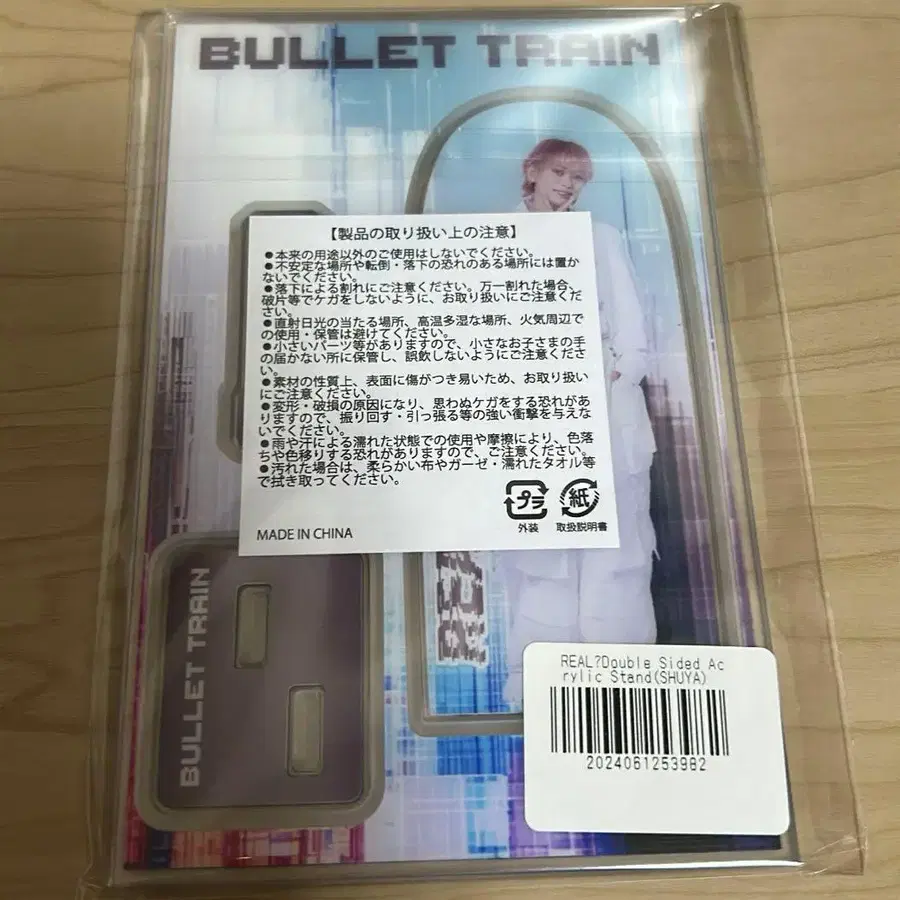 BULLET TRAIN
【製品の取り扱い上の注意】
●本来の用途以外のご使用はしないでください。
●不安定な場所や転倒・落下の恐れのある場所には置か
ないでください。
●落下による割れにご注意ください。万一割れた場合、
破片等でケガをしないように、お取り扱いにご注意くだ
さい。
●直射日光の当たる場所、高温多湿な場所、火気周辺で
の使用・保管は避けてください。
●小さいパーツ等がありますので、小さなお子さまの手
の届かない所に保管し、誤飲しないようにご注意くださ
い。
●素材の性質上、表面に傷がつき易いため、お取り扱い
にご注意ください。
●変形・破損の原因になり、思わぬケガをする恐れがあ
りますので、振り回す・引っ張る等の強い衝撃を与えな
いでください。
●雨や汗による濡れた状態での使用や摩擦により、色落
ちや色移りする恐れがありますので、ご注意ください。
●汚れた場合は、柔らかい布やガーゼ・濡れたタオル等
で拭き取ってください。
プラ 紙
外装 取扱説明書
MADE IN CHINA
BULLET TRAIN
REAL?Double Sided Ac
rylic Stand(SHUYA)
2024061253982